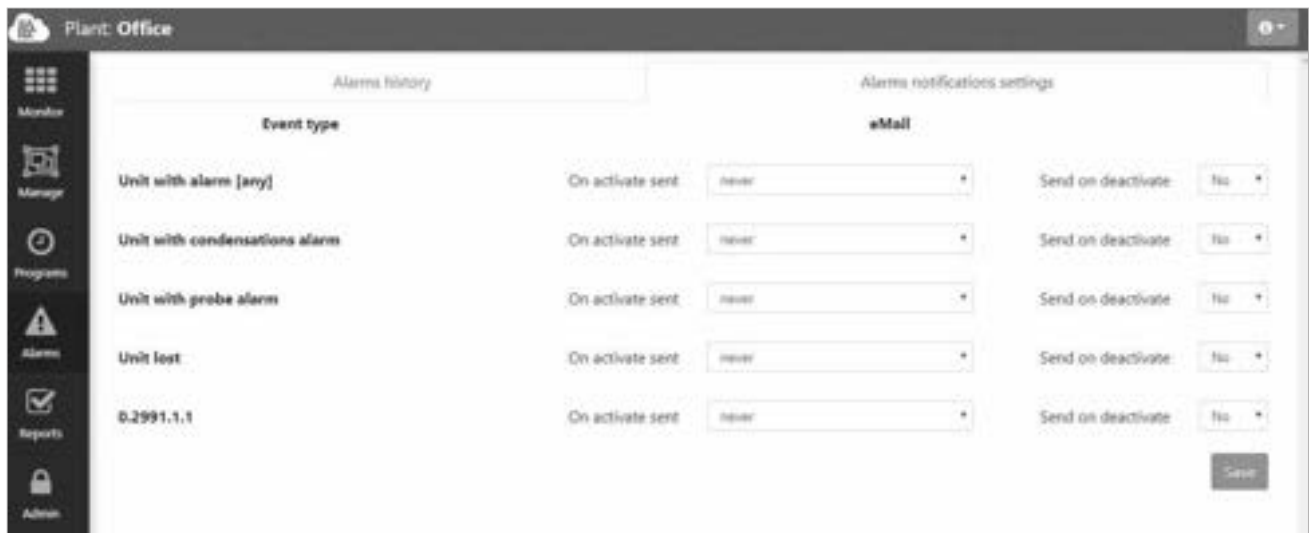 Plant: Office
Monitor
Manage
Programs
Alarms
Reports
Admin
Alarms history Alarms notifications settings
Event type eMail
Unit with alarm [any] On activate sent never Send on deactivate No
Unit with condensations alarm On activate sent never Send on deactivate No
Unit with probe alarm On activate sent never Send on deactivate No
Unit lost On activate sent never Send on deactivate No
0.2991.1.1 On activate sent never Send on deactivate No
Save